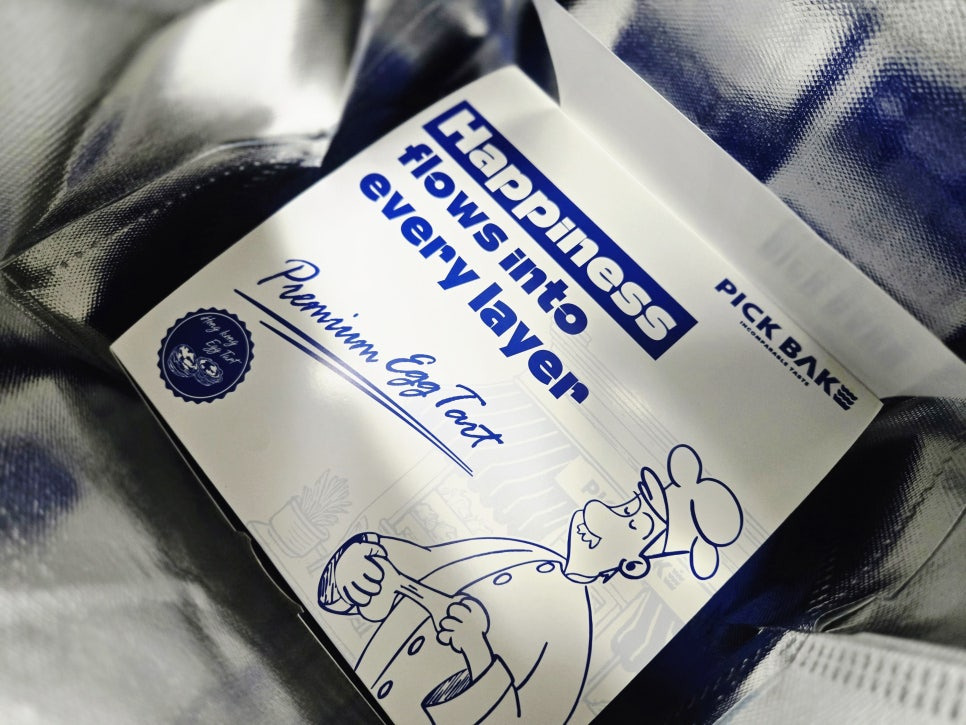 Happiness
flows into
every layer
PICK BAKE
INCOMPARABLE TASTE
Premium Egg Tart
Hong Kong
Egg Tart